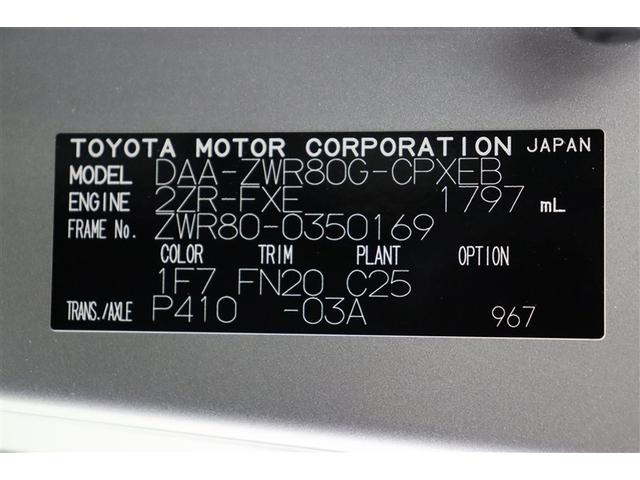 TOYOTA MOTOR CORPORATION JAPAN
MODEL DAA-ZWR80G-CPXEB
ENGINE 2ZR-FXE 1797 mL
FRAME No. ZWR80-0350169
COLOR TRIM PLANT OPTION
1F7 FN20 C25
TRANS./AXLE P410 -03A 967